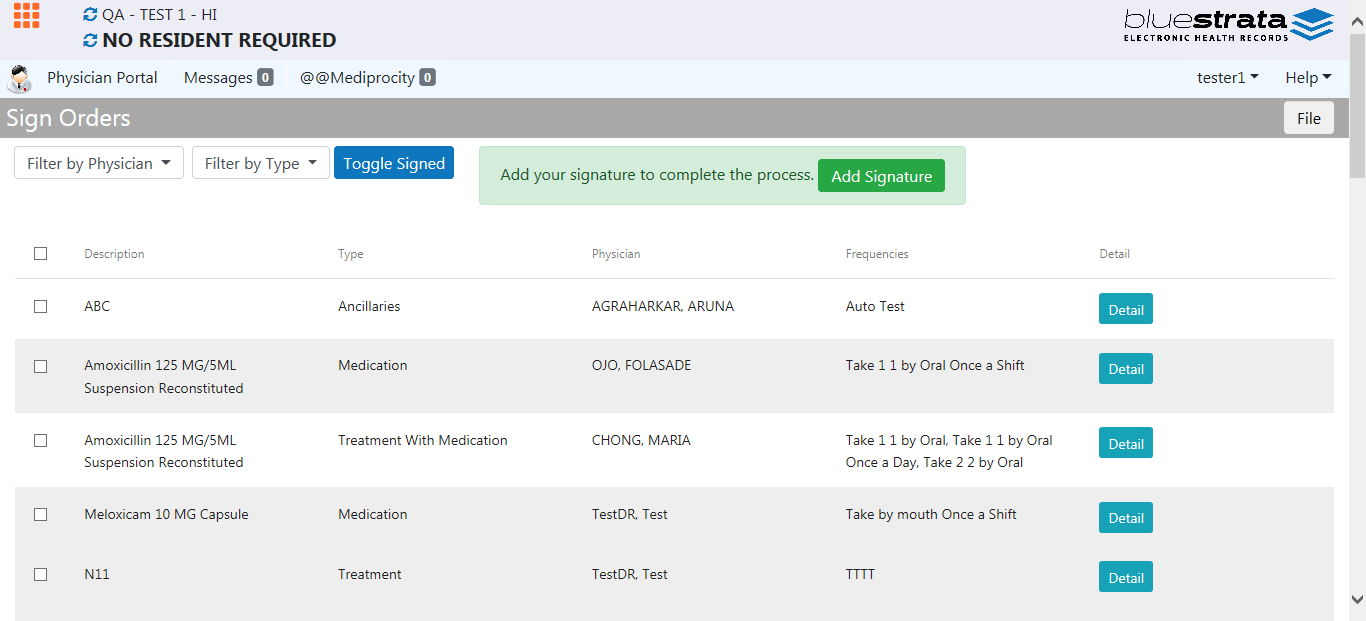 QA - TEST 1 - HI
NO RESIDENT REQUIRED
bluestrata
ELECTRONIC HEALTH RECORDS
Physician Portal Messages 0 @@Mediprocity 0 tester1 Help
Sign Orders File
Filter by Physician Filter by Type Toggle Signed Add your signature to complete the process. Add Signature
Description Type Physician Frequencies Detail
ABC Ancillaries AGRAHARKAR, ARUNA Auto Test Detail
Amoxicillin 125 MG/5ML Medication OJO, FOLASADE Take 1 1 by Oral Once a Shift Detail
Suspension Reconstituted
Amoxicillin 125 MG/5ML Treatment With Medication CHONG, MARIA Take 1 1 by Oral, Take 1 1 by Oral Detail
Suspension Reconstituted Once a Day, Take 2 2 by Oral
Meloxicam 10 MG Capsule Medication TestDR, Test Take by mouth Once a Shift Detail
N11 Treatment TestDR, Test TTTT Detail